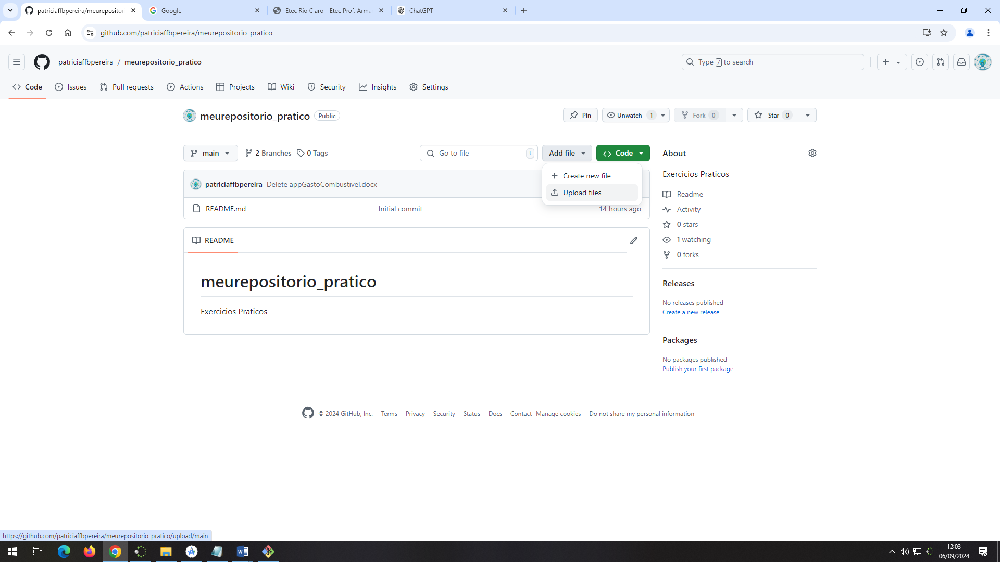 patriciaffbpereira/meurepositor
Google
Etec Rio Claro - Etec Prof. Arma
ChatGPT
github.com/patriciaffbpereira/meurepositorio_pratico
patriciaffbpereira / meurepositorio_pratico
Type / to search
Code
Issues
Pull requests
Actions
Projects
Wiki
Security
Insights
Settings
meurepositorio_pratico Public
Pin
Unwatch 1
Fork 0
Star 0
main
2 Branches
0 Tags
Go to file t
Add file
Code
Create new file
Upload files
patriciaffbpereira Delete appGastoCombustivel.docx
README.md Initial commit 14 hours ago
README
meurepositorio_pratico
Exercicios Praticos
About
Exercicios Praticos
Readme
Activity
0 stars
1 watching
0 forks
Releases
No releases published
Create a new release
Packages
No packages published
Publish your first package
© 2024 GitHub, Inc. Terms Privacy Security Status Docs Contact Manage cookies Do not share my personal information
https://github.com/patriciaffbpereira/meurepositorio_pratico/upload/main
12:03
06/09/2024